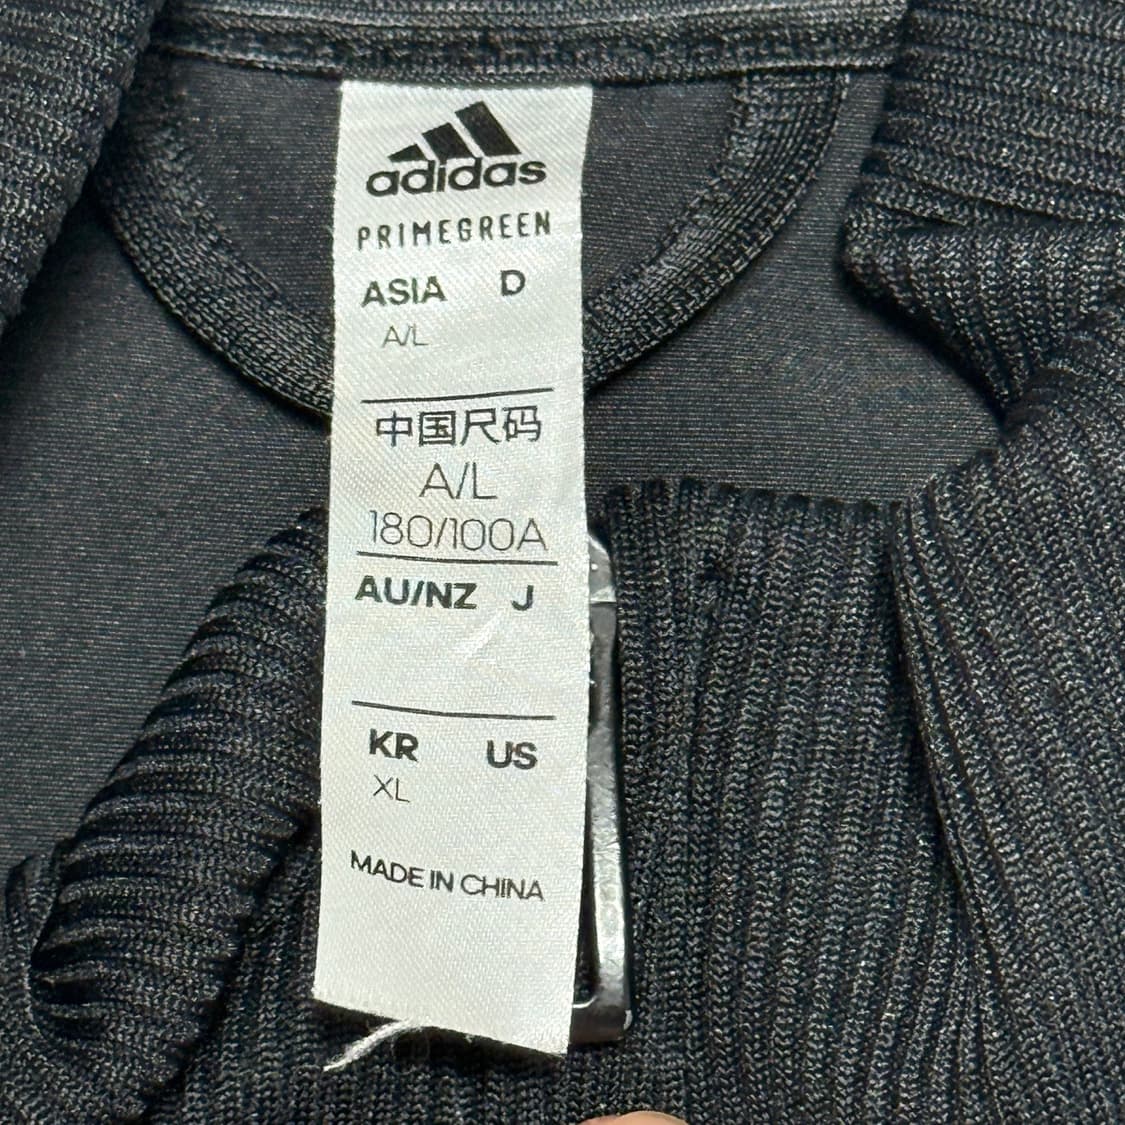 adidas
PRIMEGREEN
ASIA D
A/L
中国尺码
A/L
180/100A
AU/NZ J
KR US
XL
MADE IN CHINA